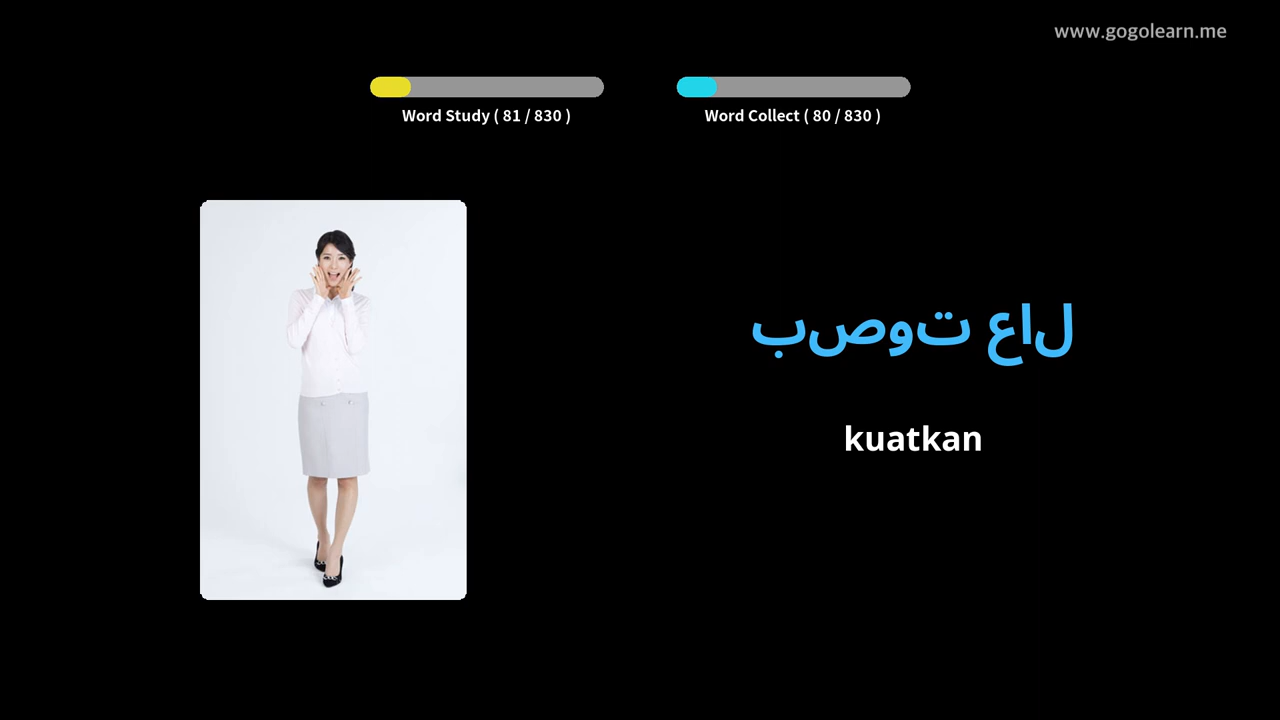 www.gogolearn.me
Word Study ( 81 / 830 )
Word Collect ( 80 / 830 )
بصوت عال
kuatkan